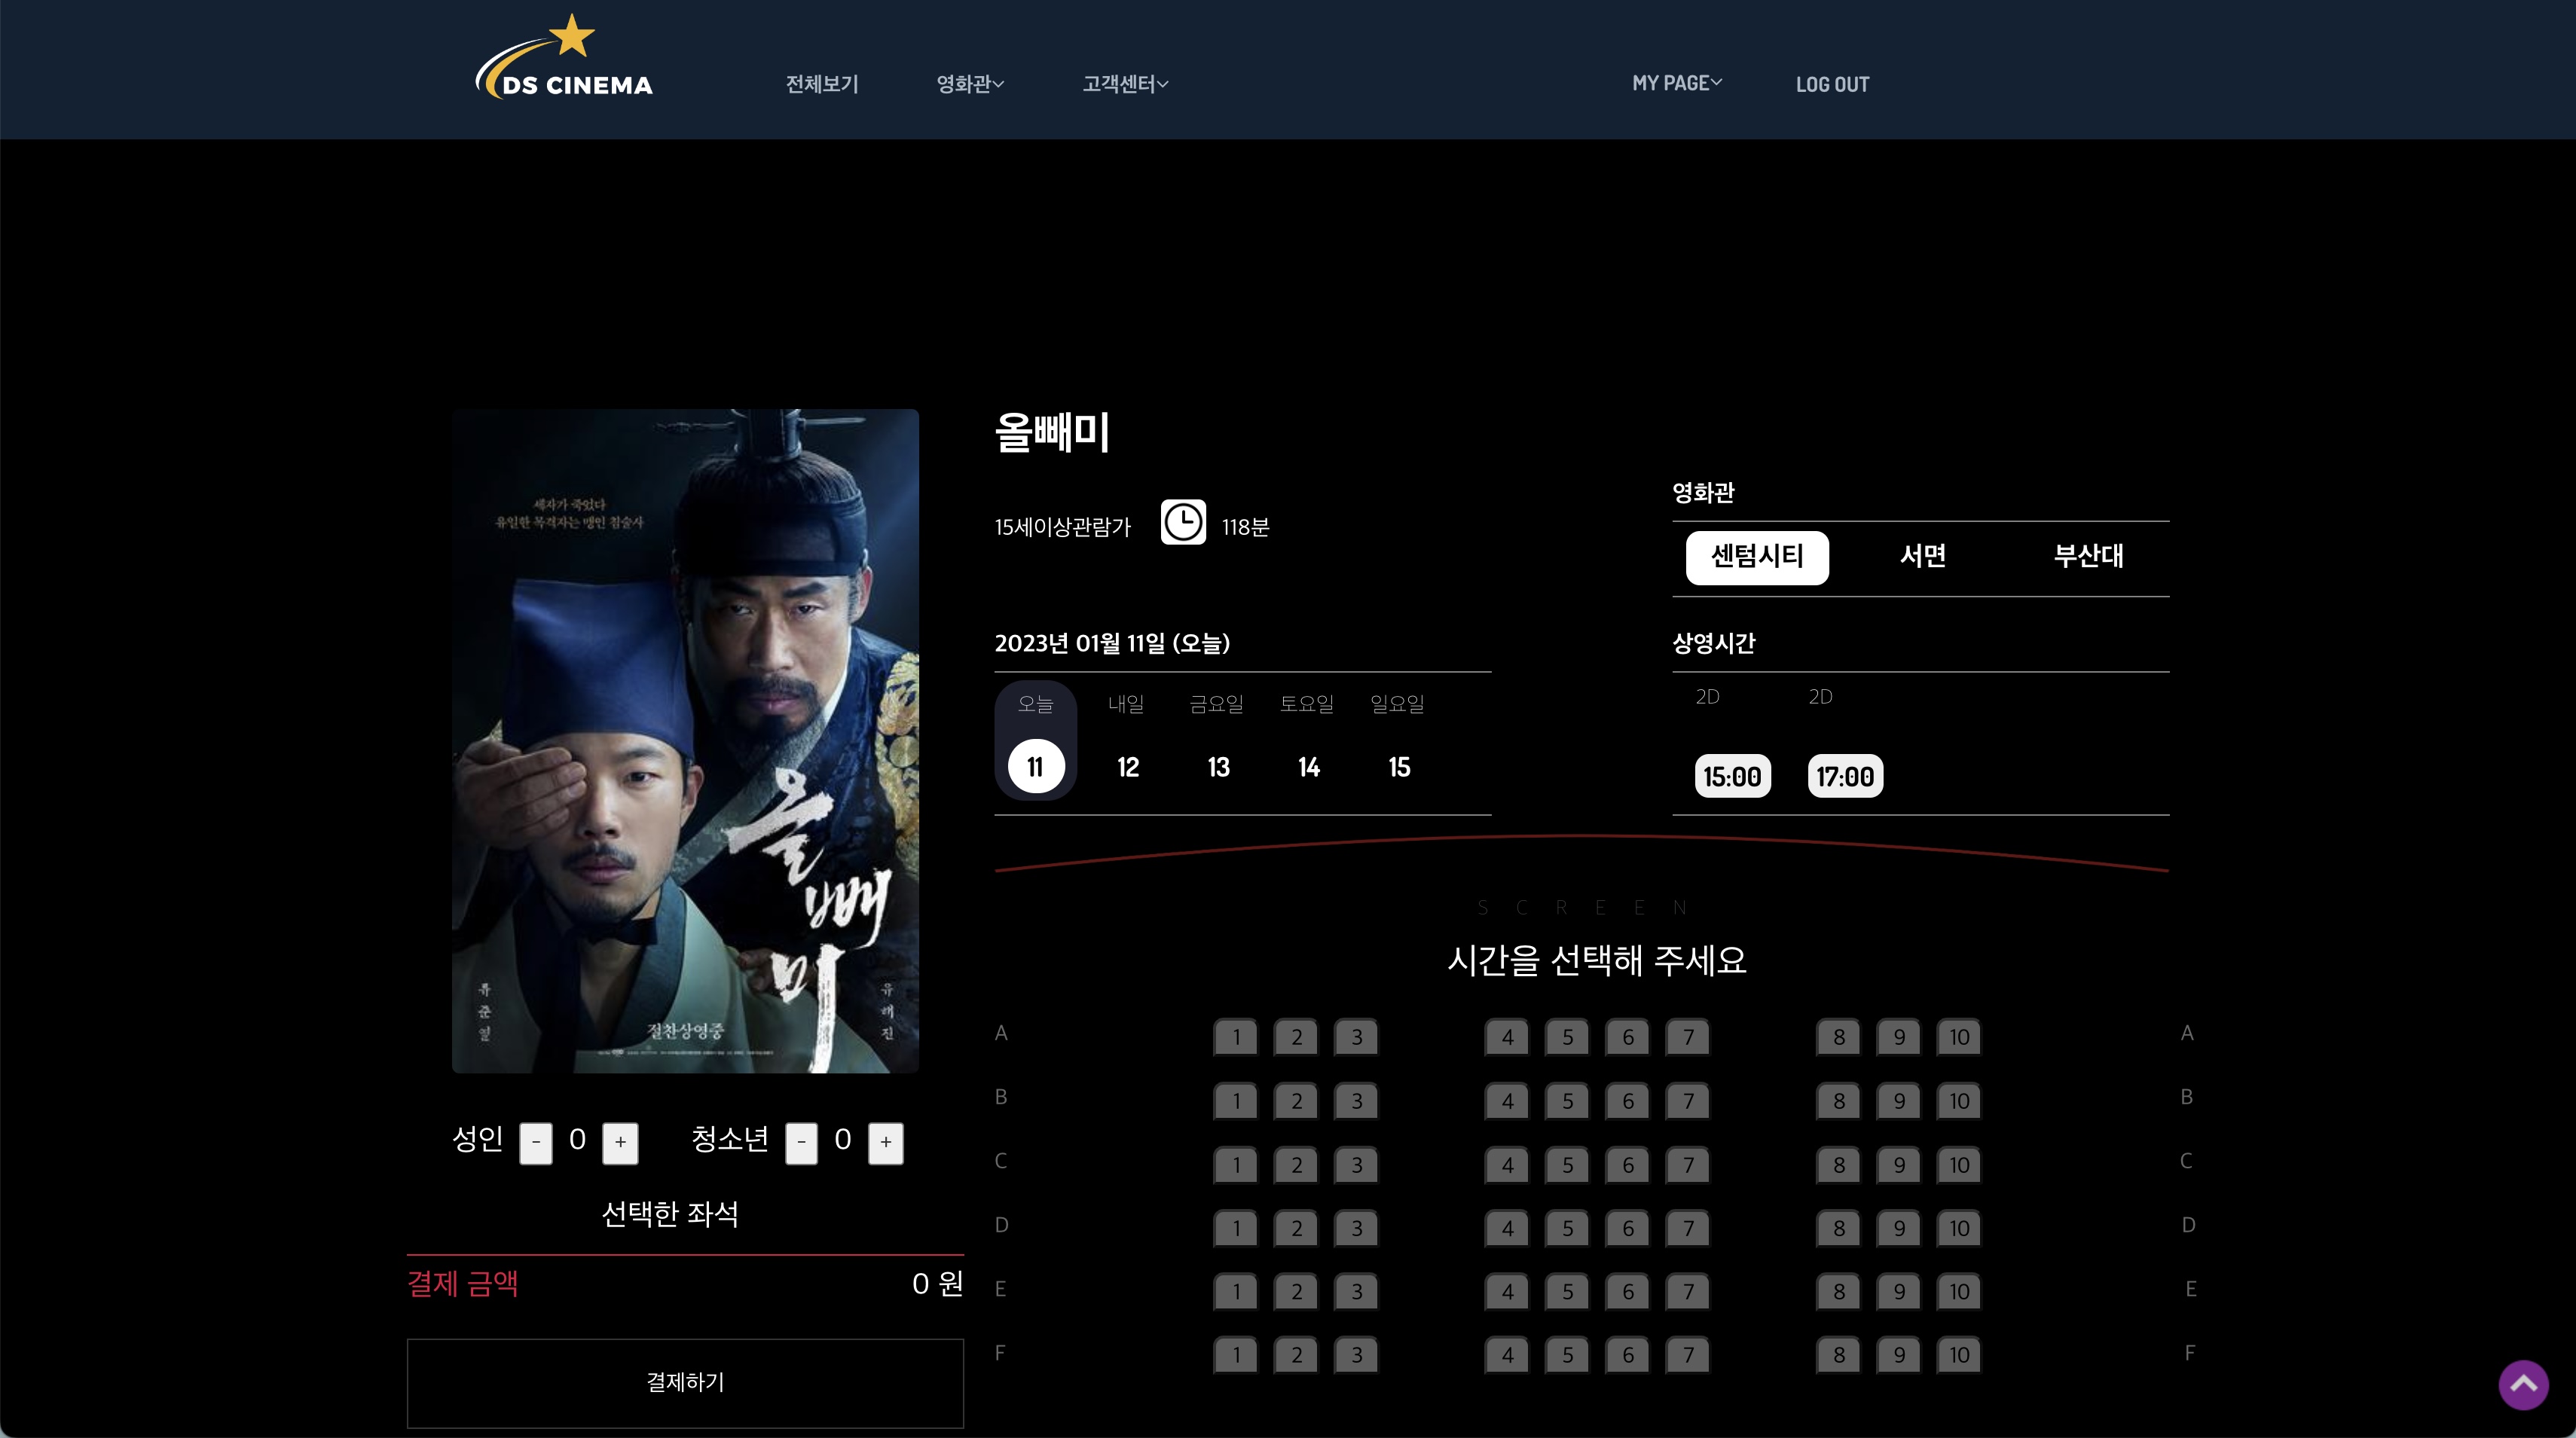 DS CINEMA
전체보기 영화관 고객센터 MY PAGE LOG OUT
세자가 죽었다
유일한 목격자는 맹인 침술사
올빼미
류준열
유해진
절찬상영중
올빼미
15세이상관람가 118분
영화관
센텀시티 서면 부산대
2023년 01월 11일 (오늘)
오늘 내일 금요일 토요일 일요일
11 12 13 14 15
상영시간
2D 2D
15:00 17:00
SCREEN
시간을 선택해 주세요
A 1 2 3 4 5 6 7 8 9 10 A
B 1 2 3 4 5 6 7 8 9 10 B
C 1 2 3 4 5 6 7 8 9 10 C
D 1 2 3 4 5 6 7 8 9 10 D
E 1 2 3 4 5 6 7 8 9 10 E
F 1 2 3 4 5 6 7 8 9 10 F
성인 - 0 + 청소년 - 0 +
선택한 좌석
결제 금액 0 원
결제하기